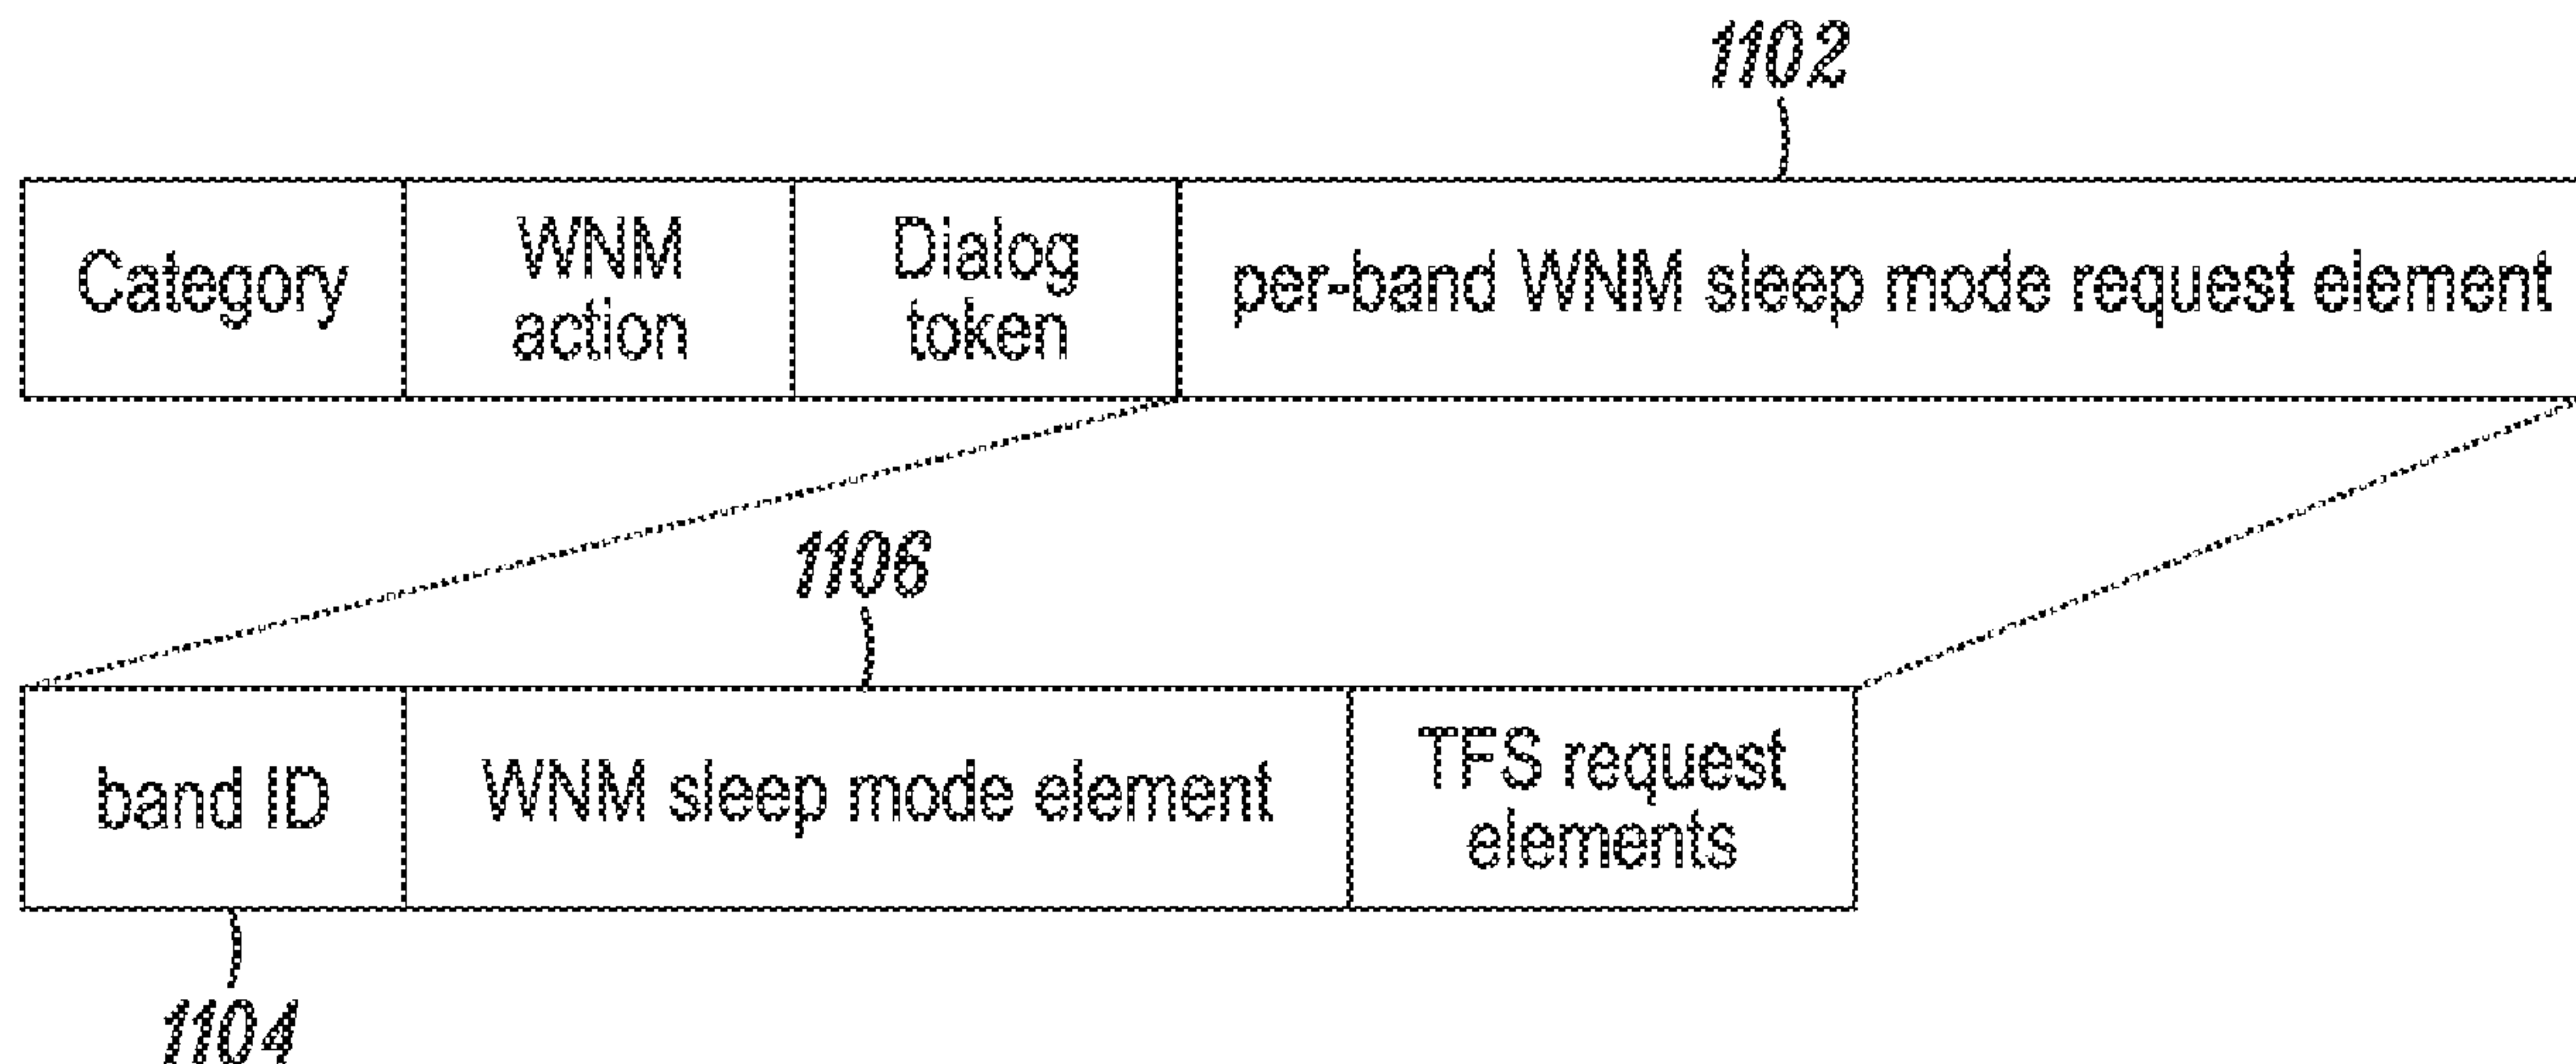 1102
Category
WNM
action
Dialog
token
per-band WNM sleep mode request element
1106
band ID
WNM sleep mode element
TFS request
elements
1104